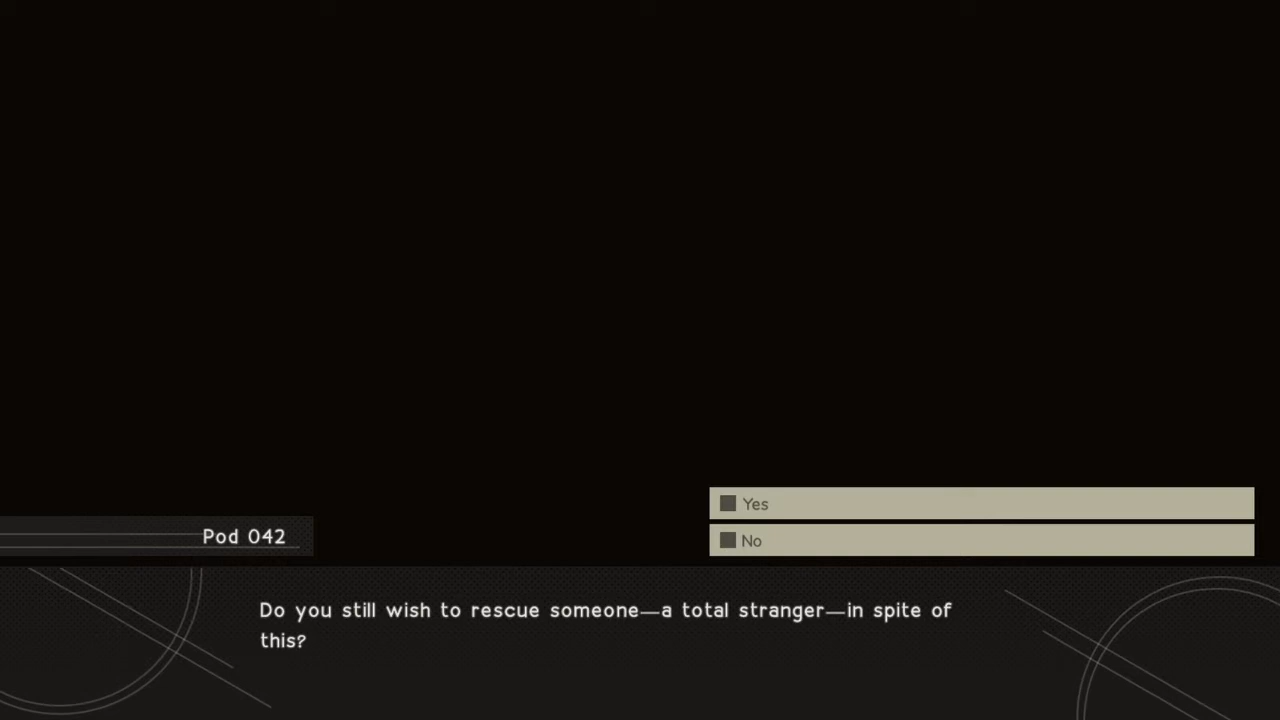 Yes
No
Pod 042
Do you still wish to rescue someone—a total stranger—in spite of
this?